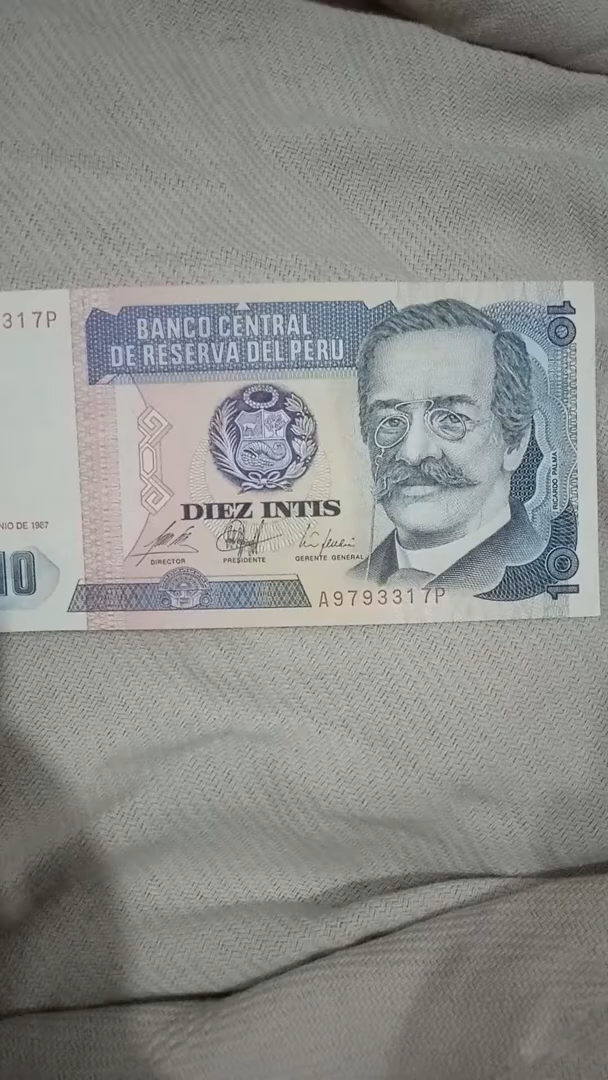 317P
BANCO CENTRAL
DE RESERVA DEL PERU
10
DIEZ INTIS
RICARDO PALMA
NIO DE 1987
DIRECTOR
PRESIDENTE
GERENTE GENERAL
10
A9793317P
10